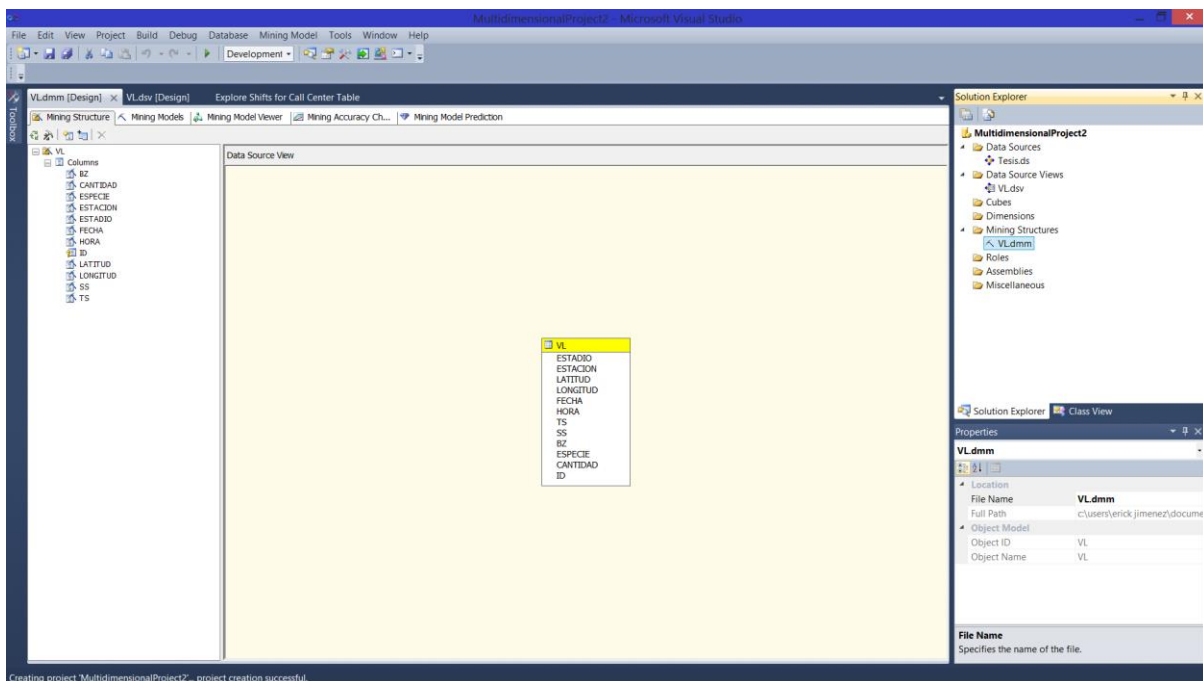 MultidimensionalProject2 - Microsoft Visual Studio
File Edit View Project Build Debug Database Mining Model Tools Window Help
Development
Toolbox
VL.dmm [Design] VL.dsv [Design] Explore Shifts for Call Center Table
Mining Structure Mining Models Mining Model Viewer Mining Accuracy Ch... Mining Model Prediction
VL
Columns
BZ
CANTIDAD
ESPECIE
ESTACION
ESTADIO
FECHA
HORA
ID
LATITUD
LONGITUD
SS
TS
Data Source View
VL
ESTADIO
ESTACION
LATITUD
LONGITUD
FECHA
HORA
TS
SS
BZ
ESPECIE
CANTIDAD
ID
Solution Explorer
MultidimensionalProject2
Data Sources
Tesis.ds
Data Source Views
VL.dsv
Cubes
Dimensions
Mining Structures
VL.dmm
Roles
Assemblies
Miscellaneous
Solution Explorer Class View
Properties
VL.dmm
Location
File Name VL.dmm
Full Path c:\users\erick jimenez\docume
Object Model
Object ID VL
Object Name VL
File Name
Specifies the name of the file.
Creating project 'MultidimensionalProject2'... project creation successful.